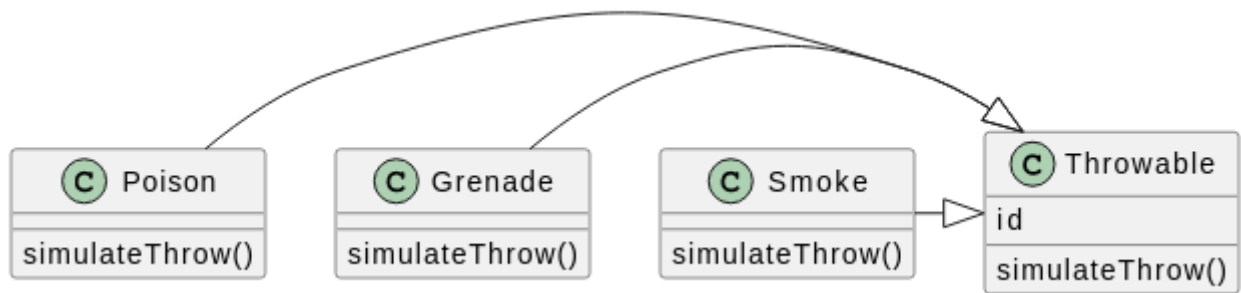 C Poison
simulateThrow()
C Grenade
simulateThrow()
C Smoke
simulateThrow()
C Throwable
id
simulateThrow()